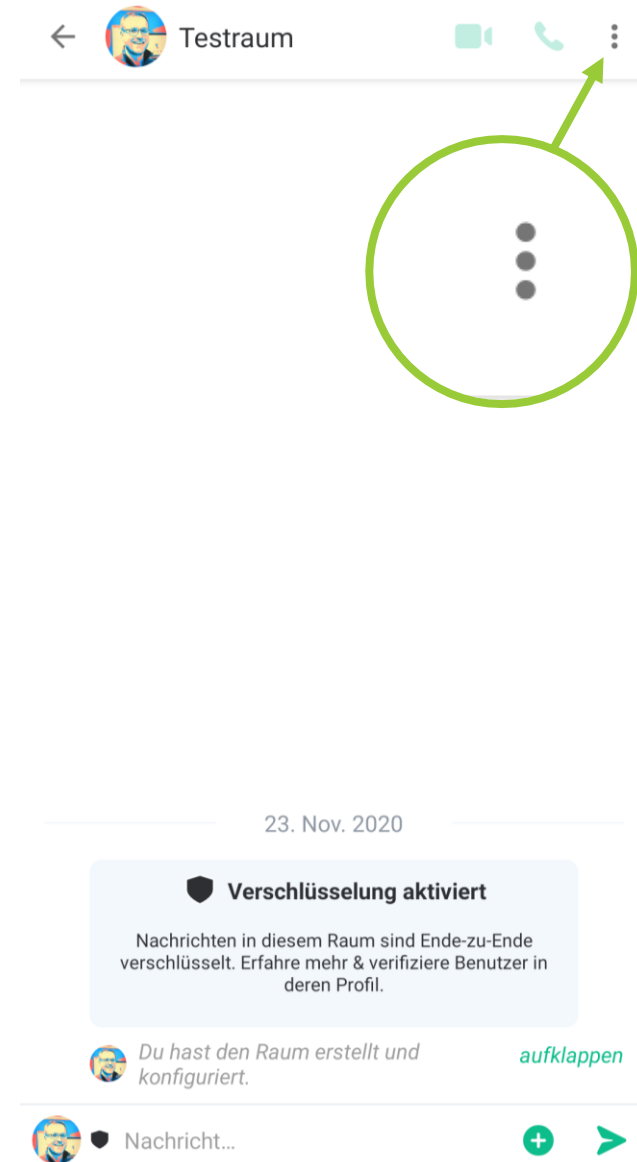 Testraum
23. Nov. 2020
Verschlüsselung aktiviert
Nachrichten in diesem Raum sind Ende-zu-Ende
verschlüsselt. Erfahre mehr & verifiziere Benutzer in
deren Profil.
Du hast den Raum erstellt und
konfiguriert.
aufklappen
Nachricht…